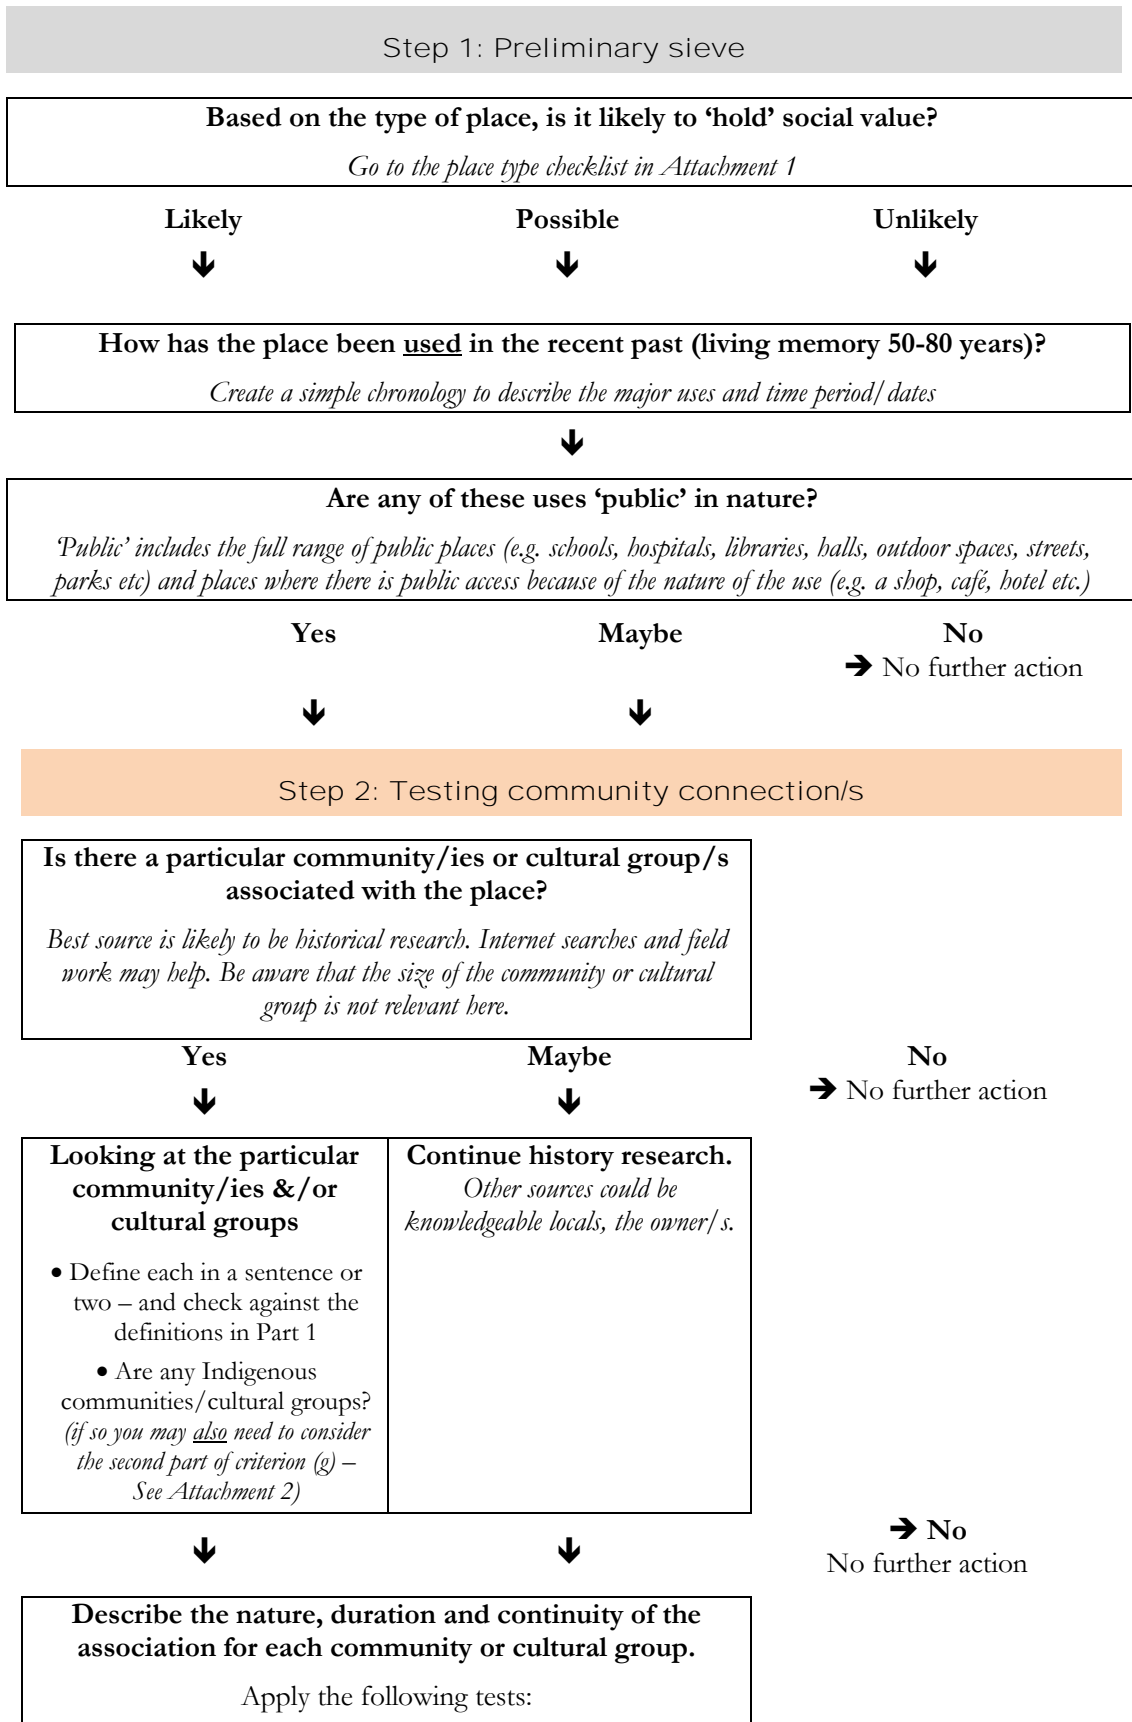 Step 1: Preliminary sieve
Based on the type of place, is it likely to ‘hold’ social value?
Go to the place type checklist in Attachment 1
Likely Possible Unlikely
How has the place been used in the recent past (living memory 50-80 years)?
Create a simple chronology to describe the major uses and time period/dates
Are any of these uses ‘public’ in nature?
‘Public’ includes the full range of public places (e.g. schools, hospitals, libraries, halls, outdoor spaces, streets,
parks etc) and places where there is public access because of the nature of the use (e.g. a shop, café, hotel etc.)
Yes Maybe No
➔ No further action
Step 2: Testing community connection/s
Is there a particular community/ies or cultural group/s
associated with the place?
Best source is likely to be historical research. Internet searches and field
work may help. Be aware that the size of the community or cultural
group is not relevant here.
Yes Maybe No
➔ No further action
Looking at the particular
community/ies &/or
cultural groups
• Define each in a sentence or
two – and check against the
definitions in Part 1
• Are any Indigenous
communities/cultural groups?
(if so you may also need to consider
the second part of criterion (g) –
See Attachment 2)
Continue history research.
Other sources could be
knowledgeable locals, the owner/s.
➔ No
No further action
Describe the nature, duration and continuity of the
association for each community or cultural group.
Apply the following tests: